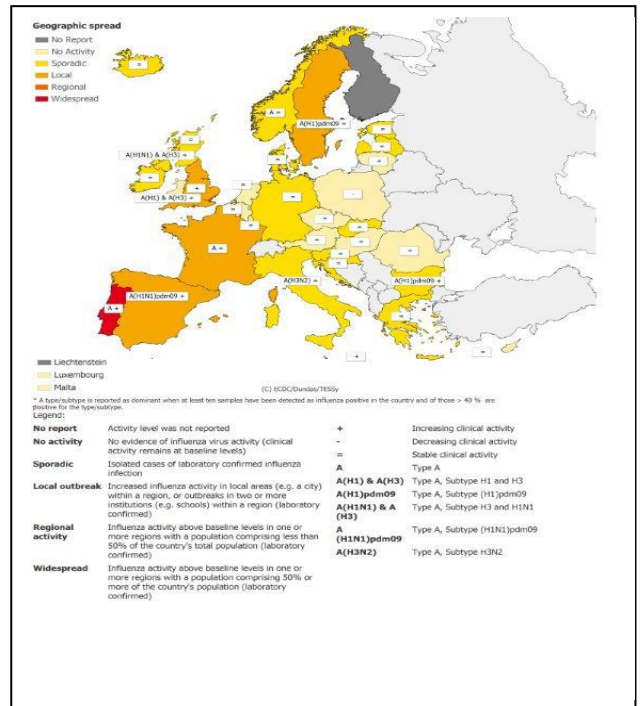 Geographic spread
No Report
No Activity
Sporadic
Local
Regional
Widespread
=
A =
A(H1)pdm09 =
=
=
=
=
=
A(H1N1) & A(H3) +
+
+
A(H1) & A(H3) +
=
=
=
=
-
=
=
=
=
=
=
=
A =
A(H3N2) =
A(H1)pdm09 +
=
A(H1N1)pdm09 +
A +
+
=
Liechtenstein
Luxembourg
Malta
(C) ECDC/Dundas/TESSy
* A type/subtype is reported as dominant when at least ten samples have been detected as influenza positive in the country and of those > 40 % are
positive for the type/subtype.
Legend:
No report Activity level was not reported
No activity No evidence of influenza virus activity (clinical
activity remains at baseline levels)
Sporadic Isolated cases of laboratory confirmed influenza
infection
Local outbreak Increased influenza activity in local areas (e.g. a city)
within a region, or outbreaks in two or more
institutions (e.g. schools) within a region (laboratory
confirmed)
Regional activity Influenza activity above baseline levels in one or
more regions with a population comprising less than
50% of the country's total population (laboratory
confirmed)
Widespread Influenza activity above baseline levels in one or
more regions with a population comprising 50% or
more of the country's population (laboratory
confirmed)
+ Increasing clinical activity
- Decreasing clinical activity
= Stable clinical activity
A Type A
A(H1) & A(H3) Type A, Subtype H1 and H3
A(H1)pdm09 Type A, Subtype (H1)pdm09
A(H1N1) & A Type A, Subtype H3 and H1N1
(H3)
A Type A, Subtype (H1N1)pdm09
(H1N1)pdm09
A(H3N2) Type A, Subtype H3N2